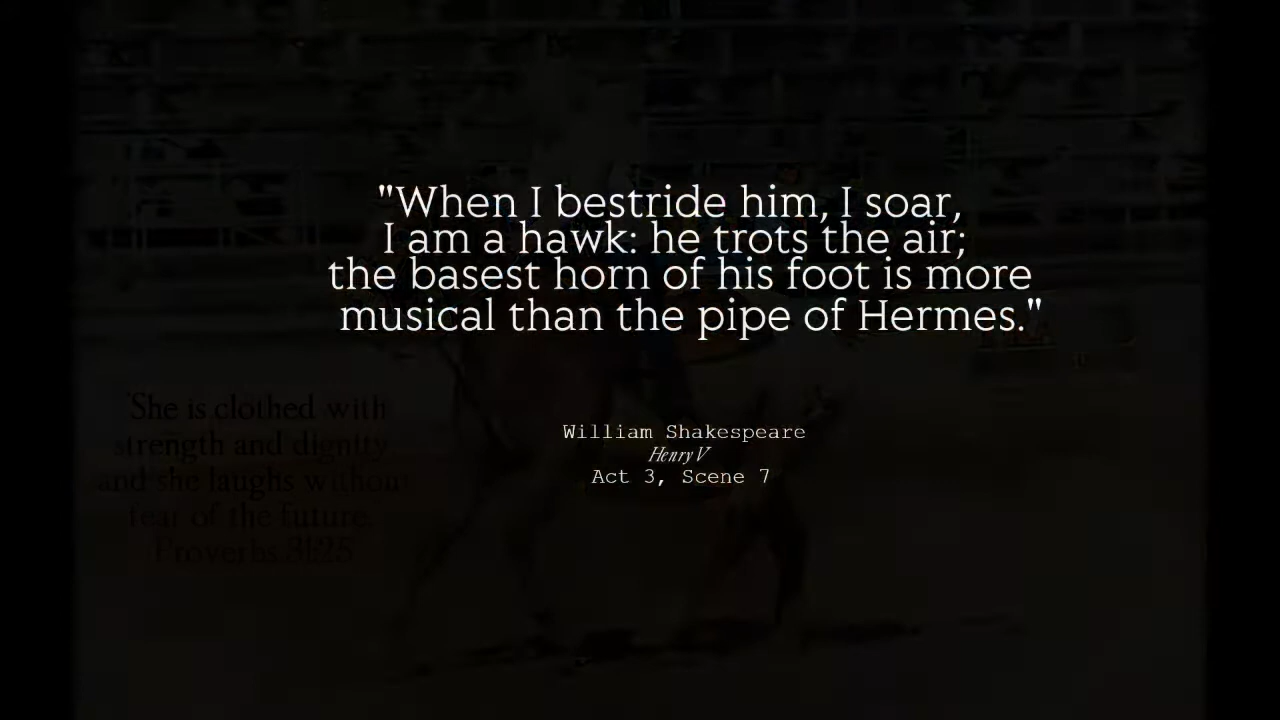 "When I bestride him, I soar,
I am a hawk: he trots the air;
the basest horn of his foot is more
musical than the pipe of Hermes."
William Shakespeare
Henry V
Act 3, Scene 7
She is clothed with
strength and dignity
and she laughs without
fear of the future.
Proverbs 31:25